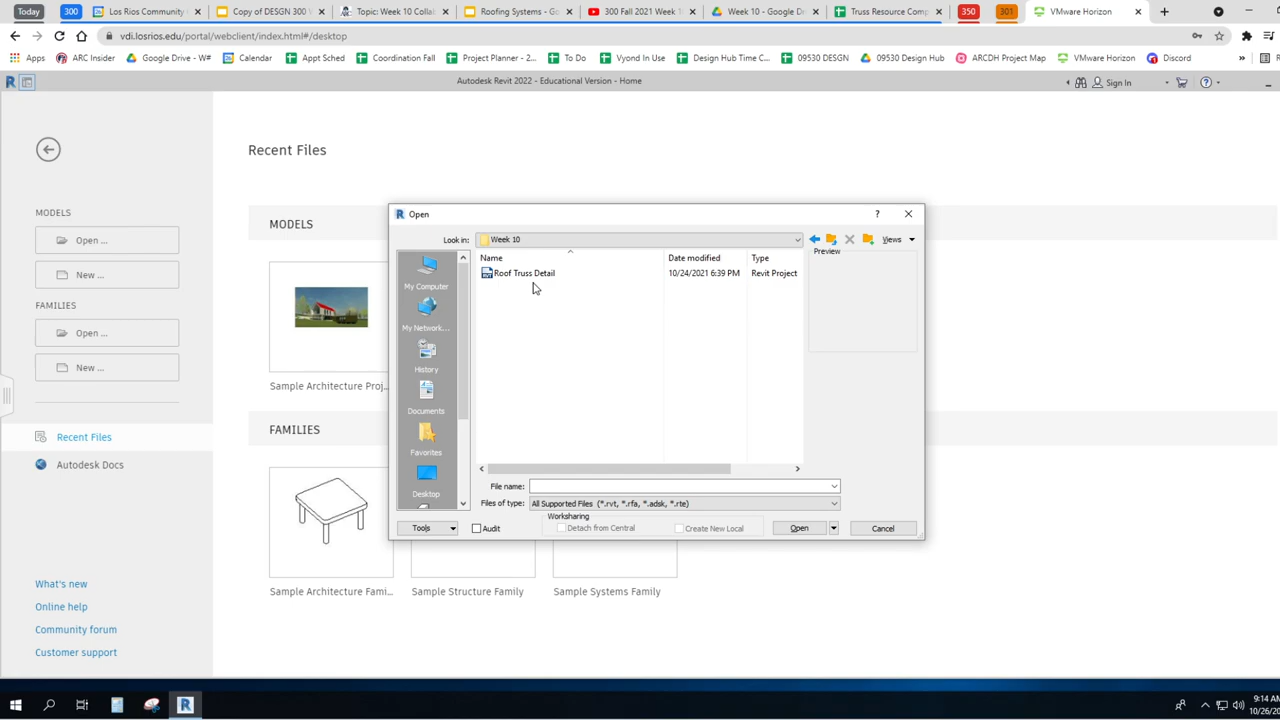 Today 300 Los Rios Community Copy of DESGN 300 Topic: Week 10 Colla Roofing Systems - Go 300 Fall 2021 Week 1 Week 10 - Google D Truss Resource Comp 350 301 VMware Horizon
vdi.losrios.edu/portal/webclient/index.html#/desktop
Apps ARC Insider Google Drive - W# Calendar Appt Sched Coordination Fall Project Planner - 2... To Do Vyond In Use Design Hub Time C... 09530 DESGN 09530 Design Hub ARCDH Project Map VMware Horizon Discord »
Autodesk Revit 2022 - Educational Version - Home
Sign In
Recent Files
MODELS
Open ...
New ...
FAMILIES
Open ...
New ...
Recent Files
Autodesk Docs
What's new
Online help
Community forum
Customer support
MODELS
Sample Architecture Proj...
FAMILIES
Sample Architecture Fami...
Sample Structure Family
Sample Systems Family
Open
Look in: Week 10
Views
Name Date modified Type
Roof Truss Detail 10/24/2021 6:39 PM Revit Project
Preview
My Computer
My Network...
History
Documents
Favorites
Desktop
File name:
Files of type: All Supported Files (*.rvt, *.rfa, *.adsk, *.rte)
Worksharing
Tools Audit Detach from Central Create New Local Open Cancel
9:14 AM
10/26/20